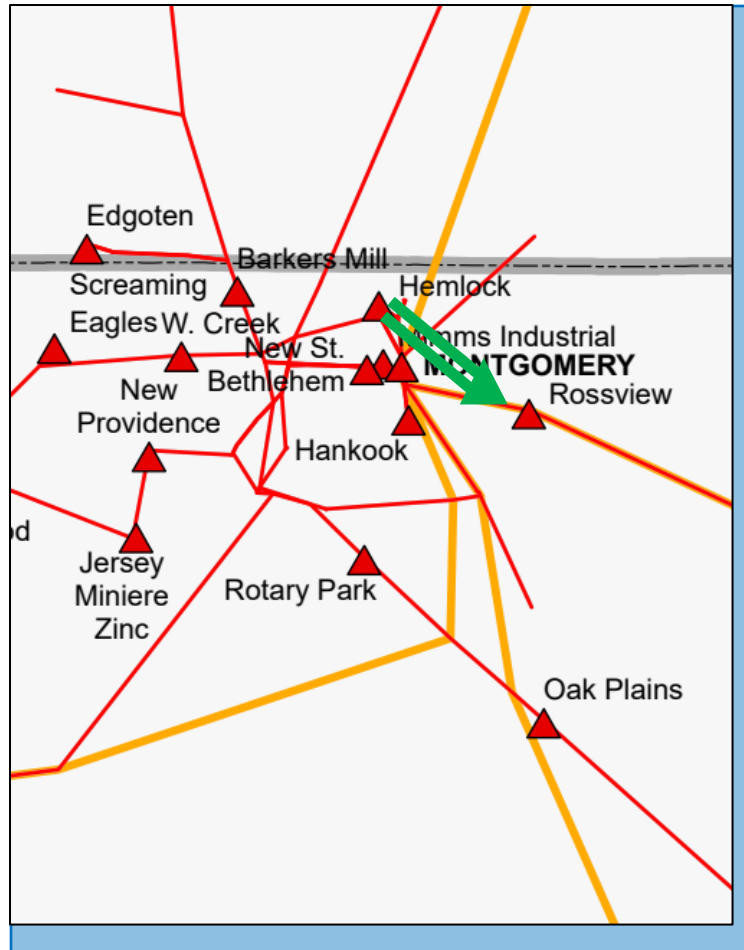 Edgoten
Barkers Mill
Screaming
Hemlock
Eagles
W. Creek
New St.
Industrial
MONTGOMERY
Bethlehem
Rossview
New
Providence
Hankook
od
Jersey
Miniere
Zinc
Rotary Park
Oak Plains